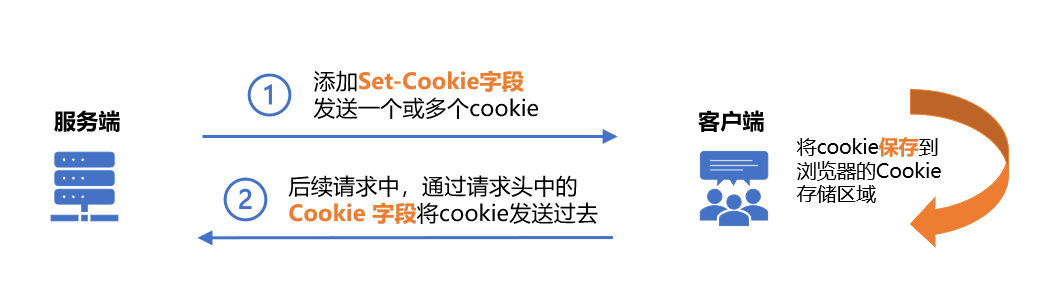 服务端
1
添加Set-Cookie字段
发送一个或多个cookie
2
后续请求中，通过请求头中的
Cookie 字段将cookie发送过去
客户端
将cookie保存到
浏览器的Cookie
存储区域